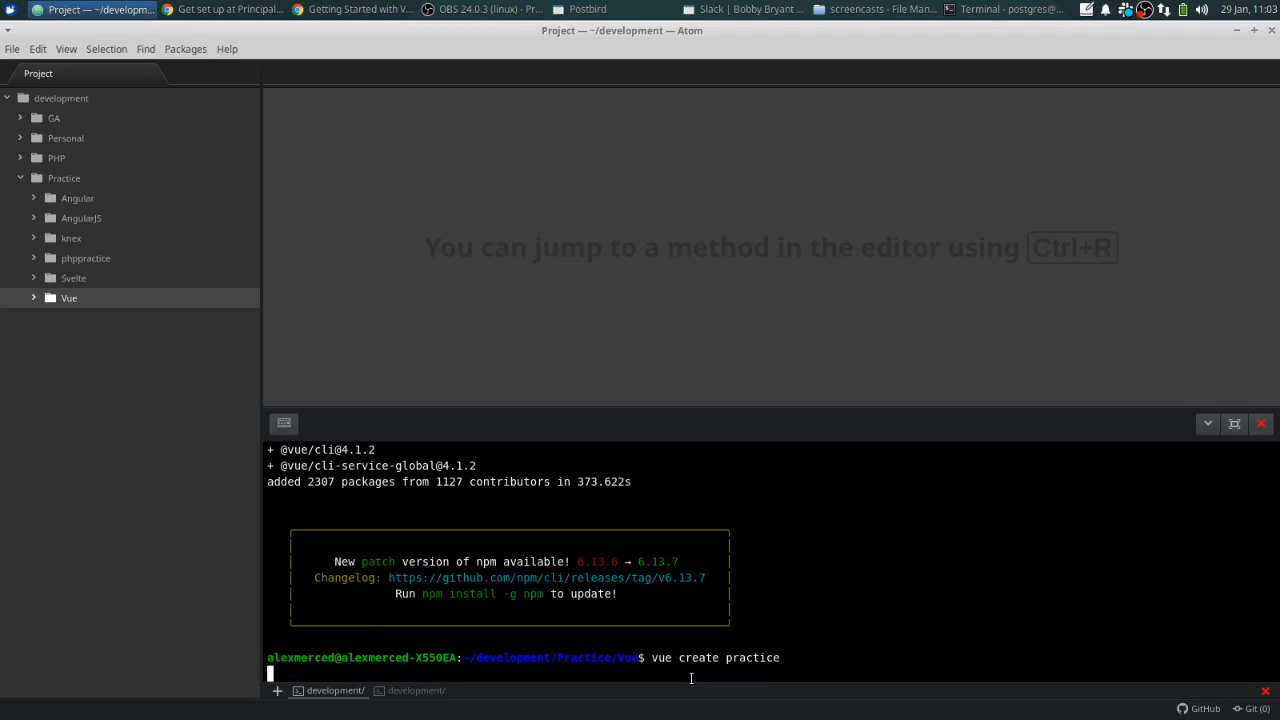 Project — ~/developm...
Get set up at Principal...
Getting Started with V...
OBS 24.0.3 (linux) - Pr...
Postbird
Slack | Bobby Bryant ...
screencasts - File Man...
Terminal - postgres@...
29 Jan, 11:03
Project — ~/development — Atom
File Edit View Selection Find Packages Help
Project
development
GA
Personal
PHP
Practice
Angular
AngularJS
knex
phppractice
Svelte
Vue
You can jump to a method in the editor using Ctrl+R
+ @vue/cli@4.1.2
+ @vue/cli-service-global@4.1.2
added 2307 packages from 1127 contributors in 373.622s
New patch version of npm available! 6.13.6 → 6.13.7
Changelog: https://github.com/npm/cli/releases/tag/v6.13.7
Run npm install -g npm to update!
alexmerced@alexmerced-X550EA:~/development/Practice/Vue$ vue create practice
development/
development/
GitHub
Git (0)